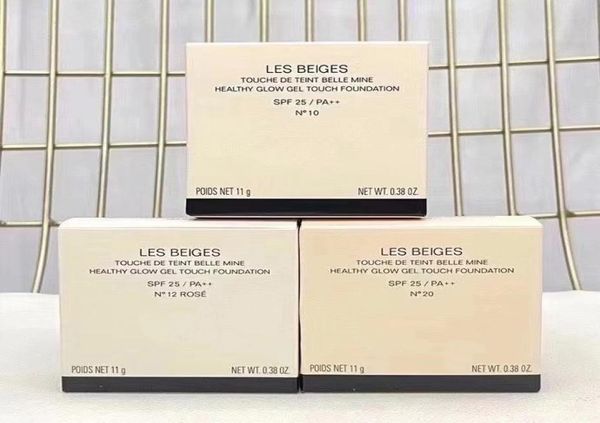 LES BEIGES
TOUCHE DE TEINT BELLE MINE
HEALTHY GLOW GEL TOUCH FOUNDATION
SPF 25 / PA++
N°10
POIDS NET 11 g NET WT. 0.38 OZ.
LES BEIGES
TOUCHE DE TEINT BELLE MINE
HEALTHY GLOW GEL TOUCH FOUNDATION
SPF 25 / PA++
N°12 ROSÉ
POIDS NET 11 g NET WT. 0.38 OZ.
LES BEIGES
TOUCHE DE TEINT BELLE MINE
HEALTHY GLOW GEL TOUCH FOUNDATION
SPF 25 / PA++
N°20
POIDS NET 11 g NET WT. 0.38 OZ.